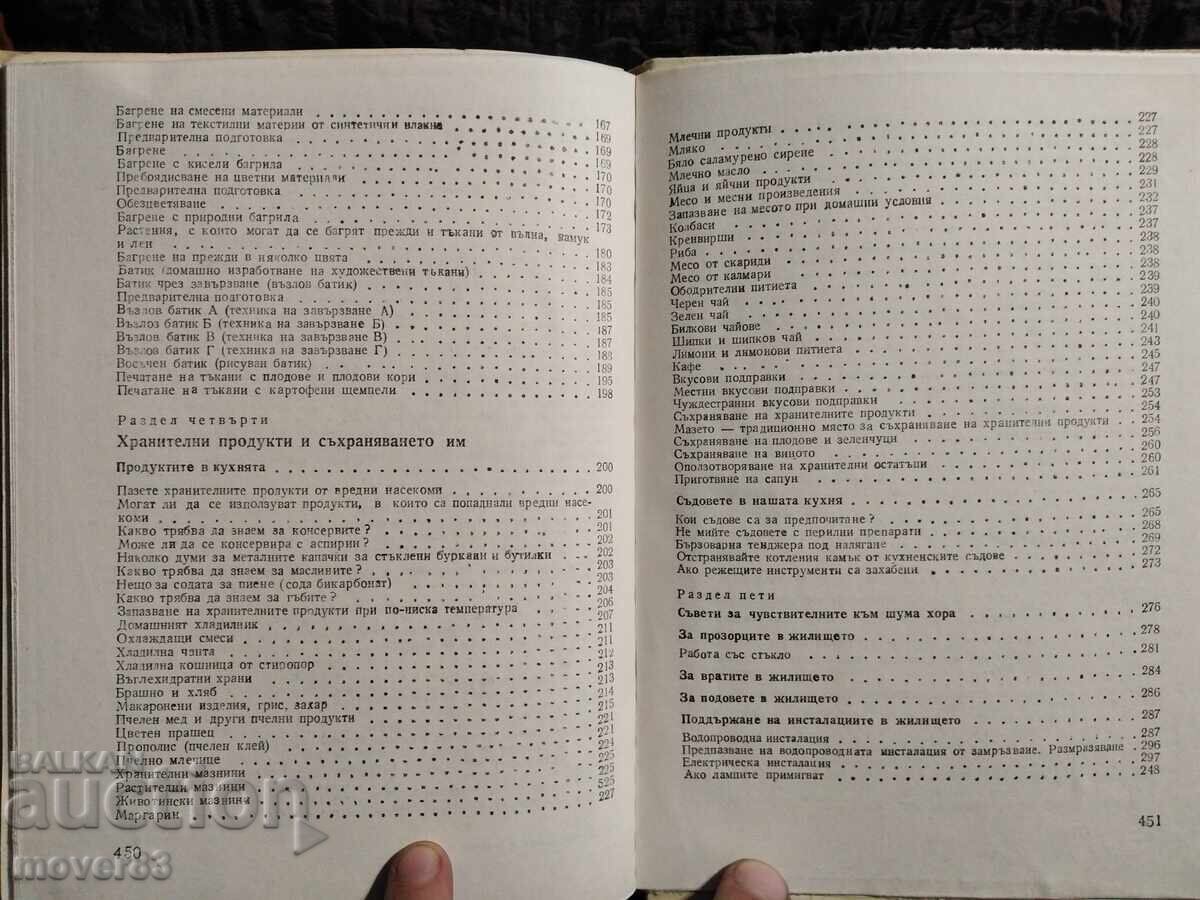 Багрене на смесени материали
Багрене на текстилни материи от синтетични влакна 167
Предварителна подготовка 169
Багрене 169
Багрене с кисели багрила 169
Пребоядисване на цветни материали 170
Предварителна подготовка 170
Обезцветяване 170
Багрене с природни багрила 172
Растения, с които могат да се багрят прежди и тъкани от вълна, памук 173
и лен
Багрене на прежди в няколко цвята 180
Батик (домашно изработване на художествени тъкани) 183
Батик чрез завързване (възлов батик) 184
Предварителна подготовка 185
Възлов батик А (техника на завързване А) 185
Възлов батик Б (техника на завързване Б) 185
Възлов батик В (техника на завързване В) 187
Възлов батик Г (техника на завързване Г) 187
Восъчен батик (рисуван батик) 188
Печатане на тъкани с плодове и плодови кори 189 195
Печатане на тъкани с картофени щемпели 198
Раздел четвърти
Хранителни продукти и съхраняването им
Продуктите в кухнята 200
Пазете хранителните продукти от вредни насекоми 200
Могат ли да се използуват продукти, в които са попаднали вредни насе-
коми 201
Какво трябва да знаем за консервите? 201
Може ли да се консервира с аспирин? 202
Няколко думи за металните капачки за стъклени буркани и бутилки 202
Какво трябва да знаем за маслините? 203
Нещо за содата за пиене (сода бикарбонат) 203
Какво трябва да знаем за гъбите? 204
Запазване на хранителните продукти при по-ниска температура 206
Домашният хладилник 207
Охлаждащи смеси 211
Хладилна чанта 211
Хладилна кошница от стиропор 212
Въглехидратни храни 213
Брашно и хляб 213
Макаронени изделия, грис, захар 214
Пчелен мед и други пчелни продукти 215
Цветен прашец 221
Прополис (пчелен клей) 221
Пчелно млечице 224
Хранителни мазнини 225
Растителни мазнини 225
Животински мазнини 525
Маргарин 227
450
Млечни продукти 227
Мляко 227
Бяло саламурено сирене 228
Млечно масло 228
Яйца и яйчни продукти 229
Месо и месни произведения 231
Запазване на месото при домашни условия 232
Колбаси 237
Кренвирши 237
Риба 238
Месо от скариди 238
Месо от калмари 238
Ободрителни питиета 239
Черен чай 239
Зелен чай 240
Билкови чайове 240
Шипки и шипков чай 241
Лимони и лимонови питиета 243
Кафе 245
Вкусови подправки 247
Местни вкусови подправки 247
Чуждестранни вкусови подправки 253
Съхраняване на хранителните продукти 254
Мазето — традиционно място за съхраняване на хранителни продукти 254
Съхраняване на плодове и зеленчуци 256
Съхраняване на виното 260
Оползотворяване на хранителни остатъци 260
Приготвяне на сапун 261
Съдовете в нашата кухня 265
Кои съдове са за предпочитане? 265
Не мийте съдовете с перилни препарати 268
Бързоварна тенджера под налягане 269
Отстранявайте котления камък от кухненските съдове 272
Ако режещите инструменти са захабени 273
Раздел пети
Съвети за чувствителните към шума хора 276
За прозорците в жилището 278
Работа със стъкло 281
За вратите в жилището 284
За подовете в жилището 286
Поддържане на инсталациите в жилището 287
Водопроводна инсталация 287
Предпазване на водопроводната инсталация от замръзване. Размразяване 296
Електрическа инсталация 297
Ако лампите примигват 248
451
БАЛКАН
auction
mover83